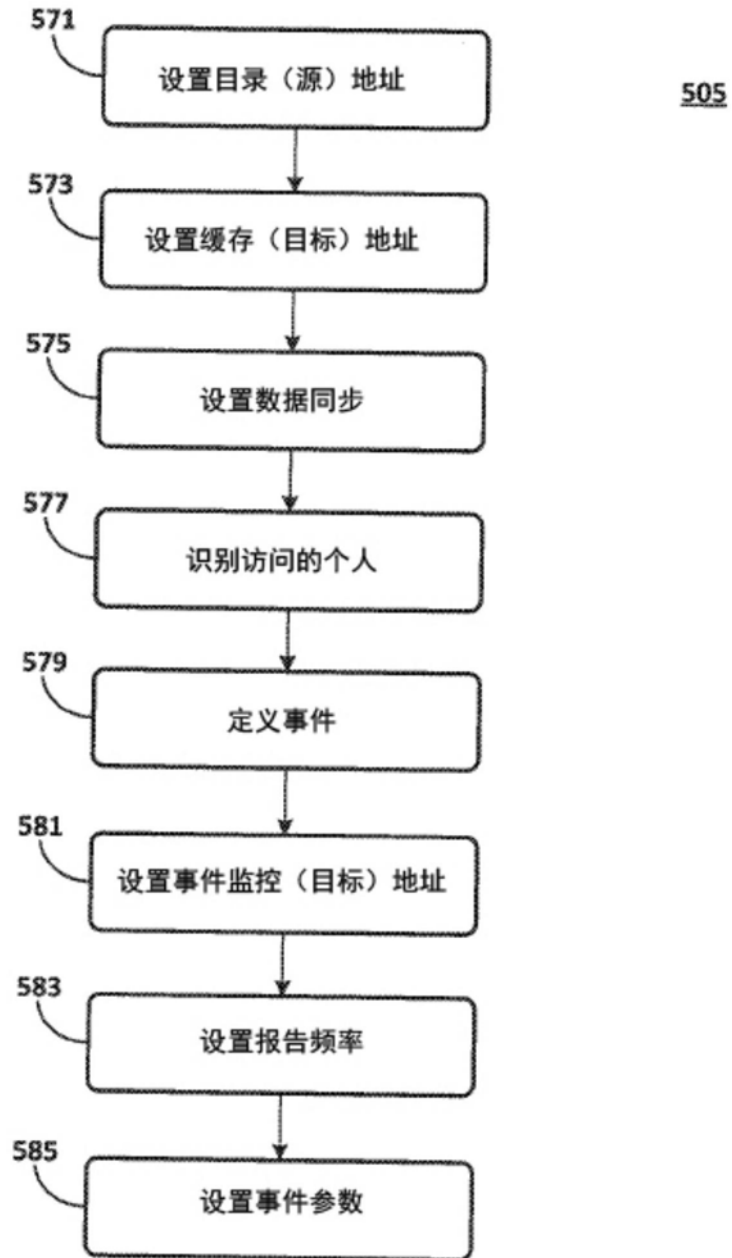 571
设置目录（源）地址
505
573
设置缓存（目标）地址
575
设置数据同步
577
识别访问的个人
579
定义事件
581
设置事件监控（目标）地址
583
设置报告频率
585
设置事件参数